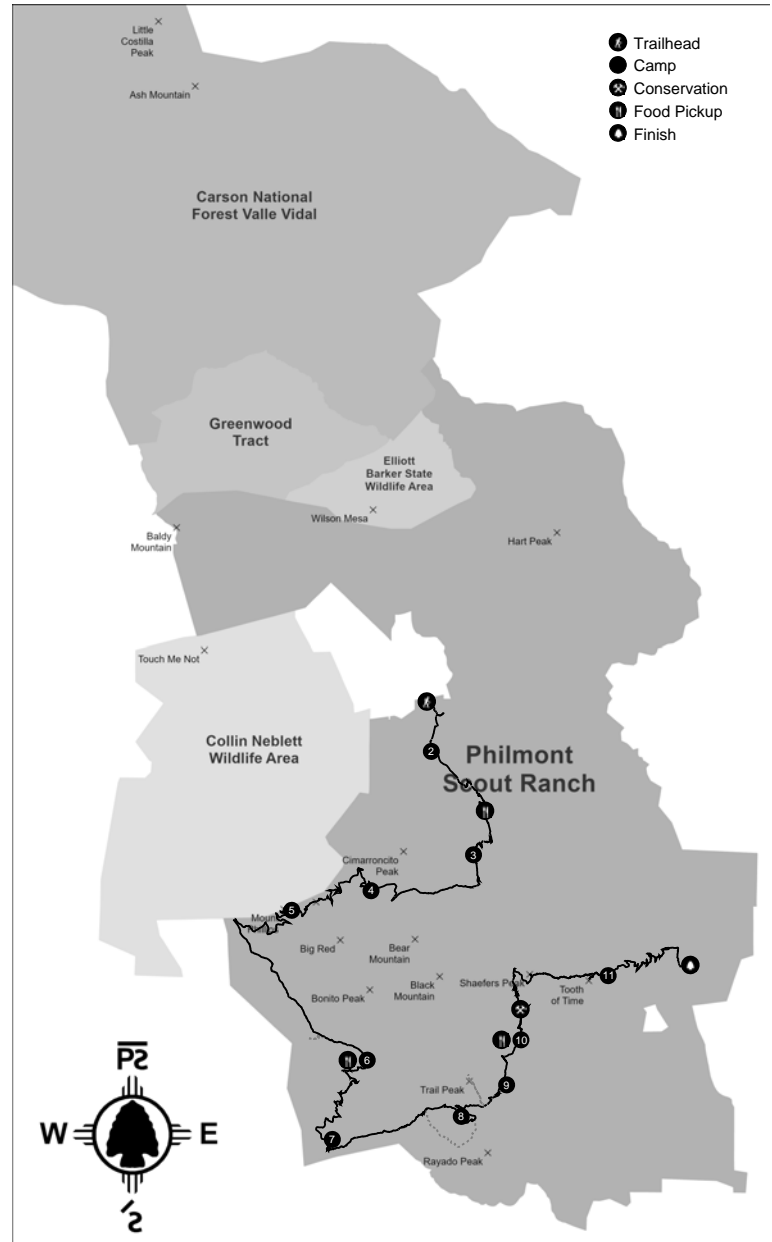 Little
Costilla
Peak
Ash Mountain
Trailhead
Camp
Conservation
Food Pickup
Finish
Carson National
Forest Valle Vidal
Greenwood
Tract
Elliott
Barker State
Wildlife Area
Wilson Mesa
Baldy
Mountain
Hart Peak
Touch Me Not
Collin Neblett
Wildlife Area
Philmont
Scout Ranch
2
3
Cimarroncito
Peak
4
5
Big Red
Bear
Mountain
Bonito Peak
Black
Mountain
Shaefers Peak
11
Tooth
of Time
10
6
Trail Peak
9
8
7
Rayado Peak
W
E